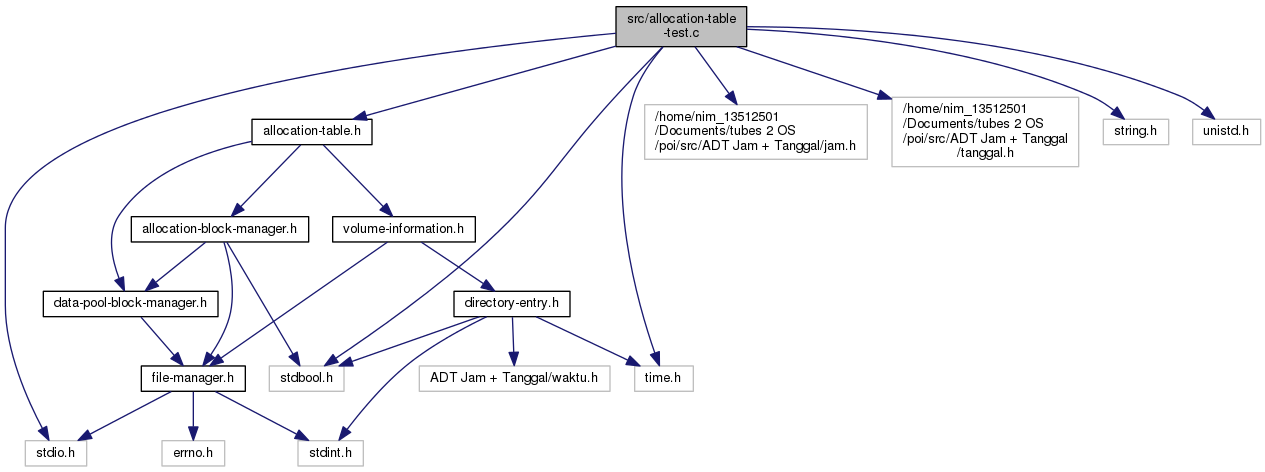 src/allocation-table
-test.c
allocation-table.h
/home/nim_13512501
/Documents/tubes 2 OS
/poi/src/ADT Jam + Tanggal/jam.h
/home/nim_13512501
/Documents/tubes 2 OS
/poi/src/ADT Jam + Tanggal
/tanggal.h
string.h
unistd.h
allocation-block-manager.h
volume-information.h
data-pool-block-manager.h
directory-entry.h
file-manager.h
stdbool.h
ADT Jam + Tanggal/waktu.h
time.h
stdio.h
errno.h
stdint.h